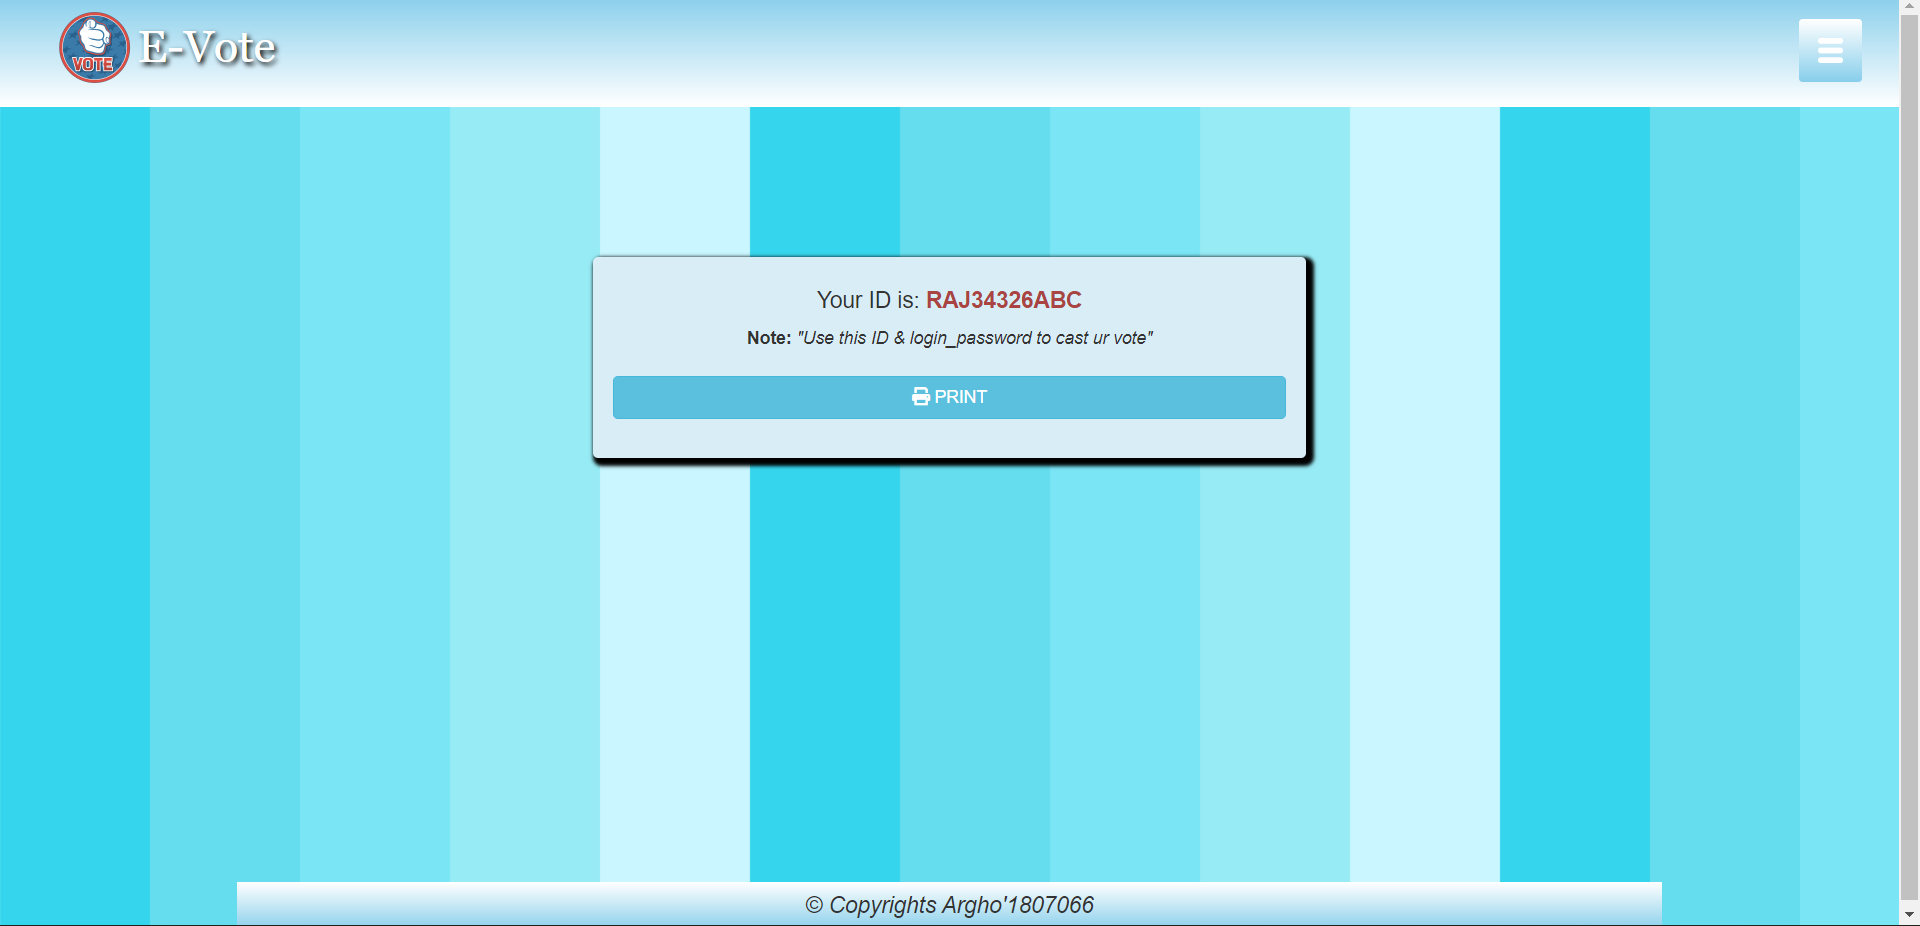 VOTE
E-Vote
Your ID is: RAJ34326ABC
Note: "Use this ID & login_password to cast ur vote"
PRINT
© Copyrights Argho'1807066